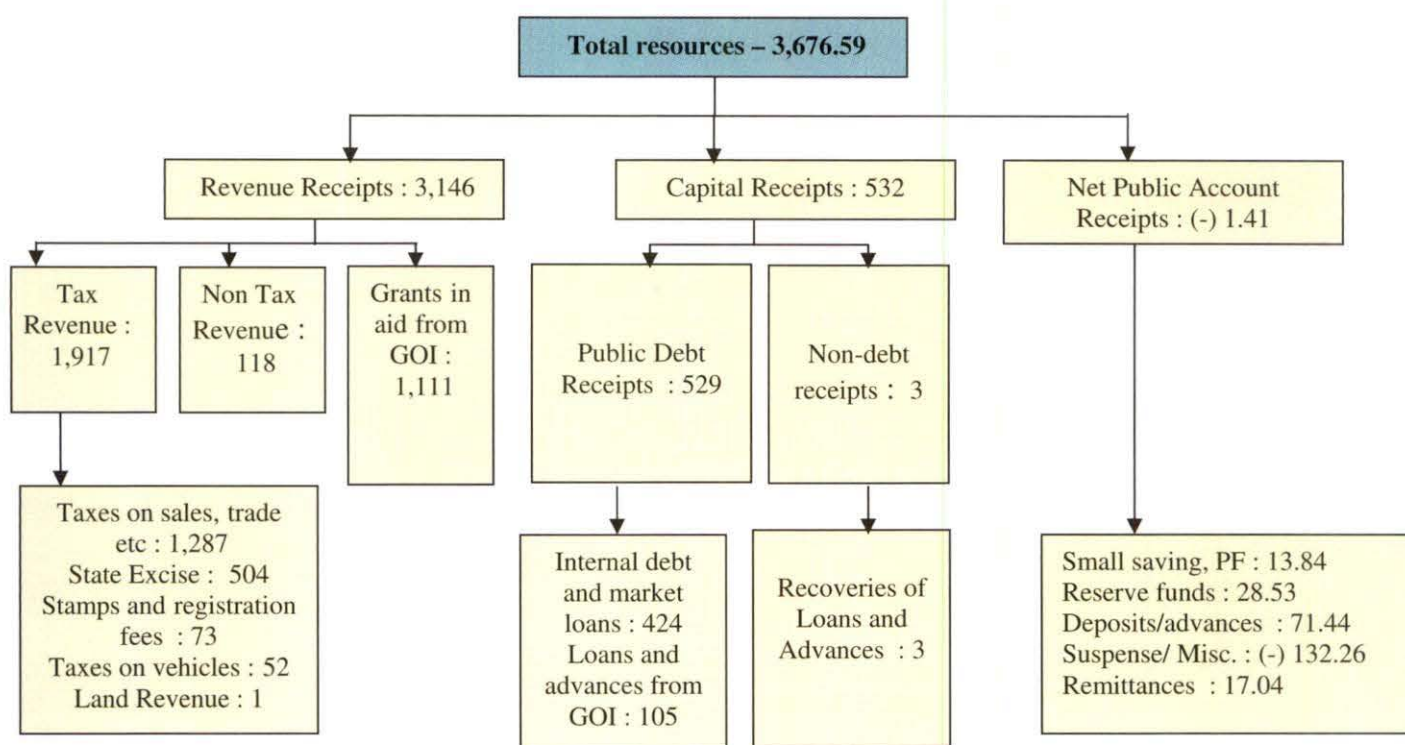 Total resources – 3,676.59
Revenue Receipts : 3,146
Capital Receipts : 532
Net Public Account
Receipts : (-) 1.41
Tax
Revenue :
1,917
Non Tax
Revenue :
118
Grants in
aid from
GOI :
1,111
Public Debt
Receipts : 529
Non-debt
receipts : 3
Taxes on sales, trade
etc : 1,287
State Excise : 504
Stamps and registration
fees : 73
Taxes on vehicles : 52
Land Revenue : 1
Internal debt
and market
loans : 424
Loans and
advances from
GOI : 105
Recoveries of
Loans and
Advances : 3
Small saving, PF : 13.84
Reserve funds : 28.53
Deposits/advances : 71.44
Suspense/ Misc. : (-) 132.26
Remittances : 17.04